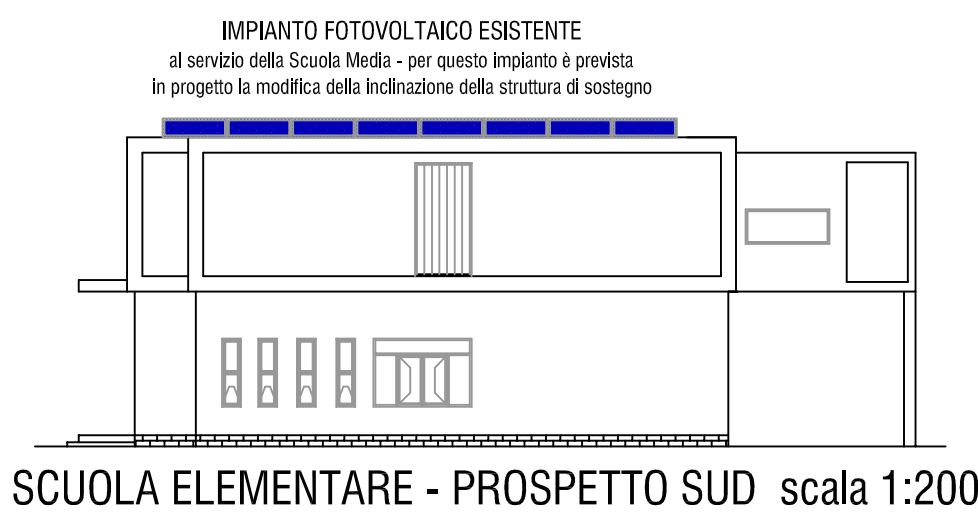 IMPIANTO FOTOVOLTAICO ESISTENTE
al servizio della Scuola Media - per questo impianto è prevista
in progetto la modifica della inclinazione della struttura di sostegno
SCUOLA ELEMENTARE - PROSPETTO SUD scala 1:200